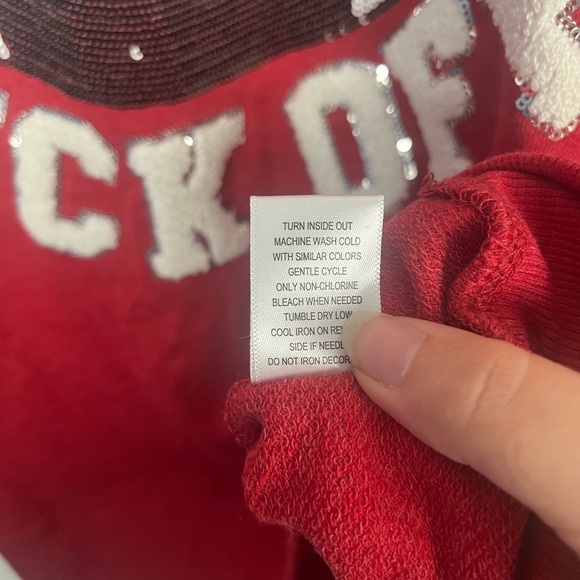 CK OF
TURN INSIDE OUT
MACHINE WASH COLD
WITH SIMILAR COLORS
GENTLE CYCLE
ONLY NON-CHLORINE
BLEACH WHEN NEEDED
TUMBLE DRY LOW
COOL IRON ON
SIDE IF
DO NOT IRON